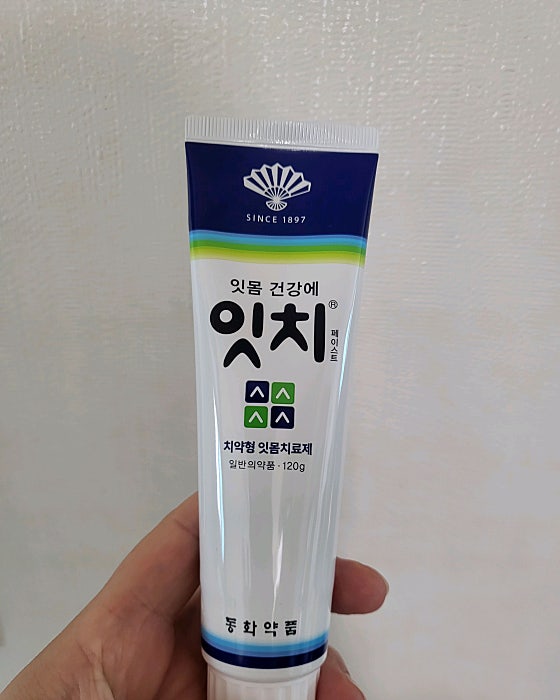 SINCE 1897
잇몸 건강에
잇치®
페이스트
치약형 잇몸치료제
일반의약품 · 120g
동화약품